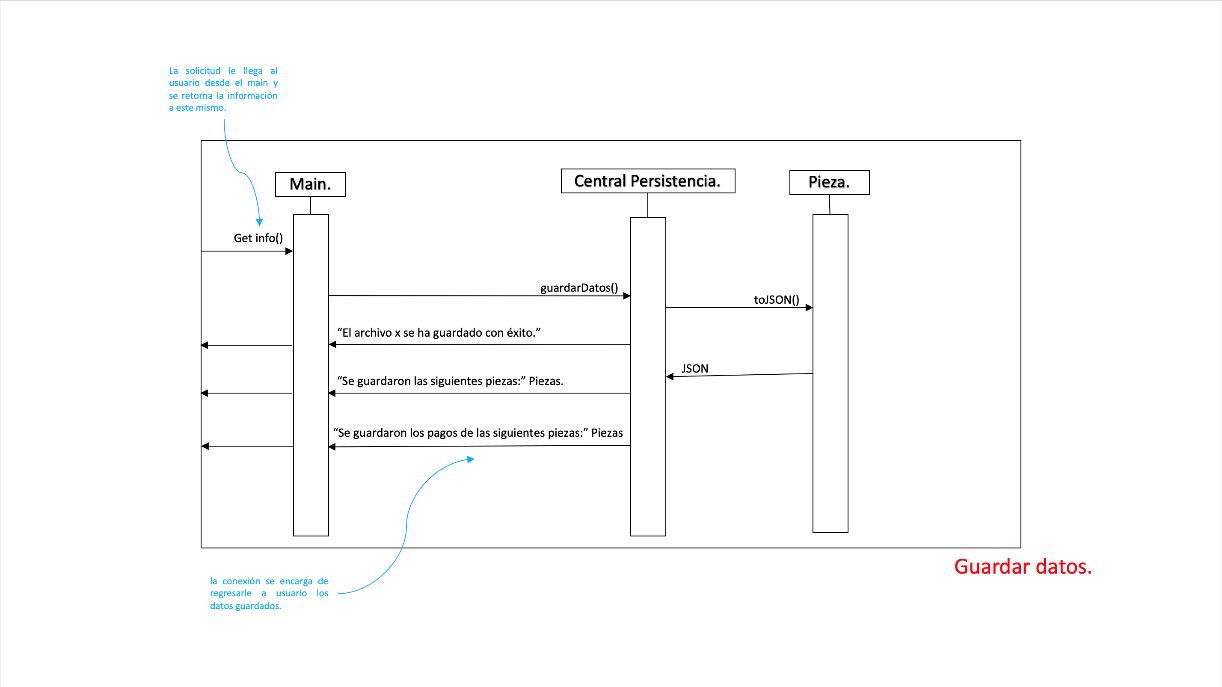 La solicitud le llega al
usuario desde el main y
se retorna la información
a este mismo.
Main.
Central Persistencia.
Pieza.
Get info()
guardarDatos()
toJSON()
“El archivo x se ha guardado con éxito.”
JSON
“Se guardaron las siguientes piezas:” Piezas.
“Se guardaron los pagos de las siguientes piezas:” Piezas
Guardar datos.
la conexión se encarga de
regresarle a usuario los
datos guardados.